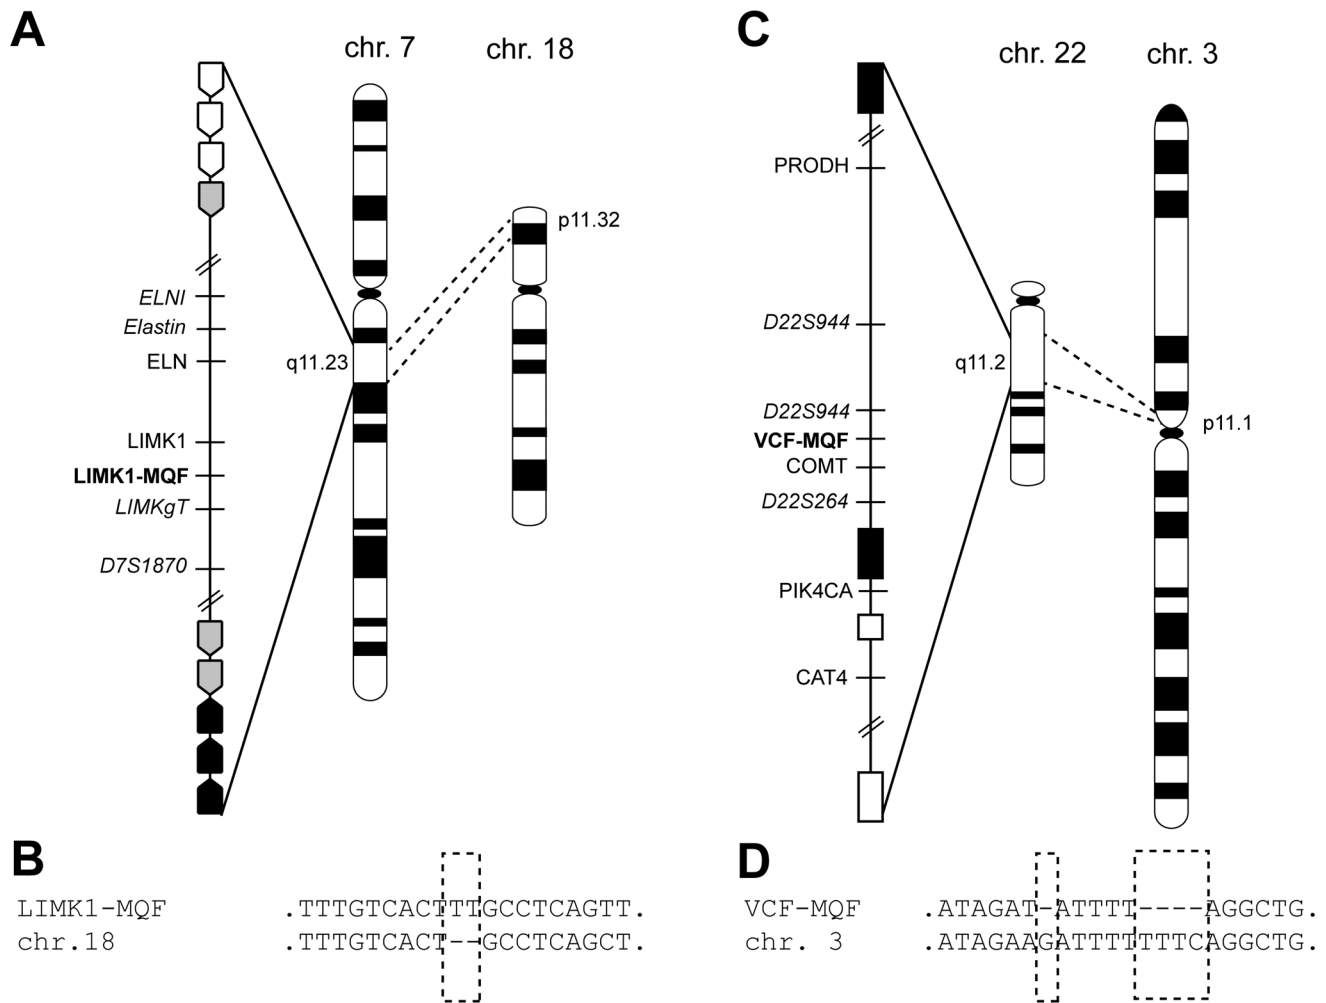 A
chr. 7
chr. 18
p11.32
ELNI
Elastin
ELN
q11.23
LIMK1
LIMK1-MQF
LIMKgT
D7S1870
B
LIMK1-MQF .TTTGTCACTTTGCCTCAGTT.
chr.18 .TTTGTCACT--GCCTCAGCT.
C
chr. 22
chr. 3
PRODH
D22S944
q11.2
D22S944
p11.1
VCF-MQF
COMT
D22S264
PIK4CA
CAT4
D
VCF-MQF .ATAGAT-ATTTT-----AGGCTG.
chr. 3 .ATAGAAGATTTTTTTCAGGCTG.